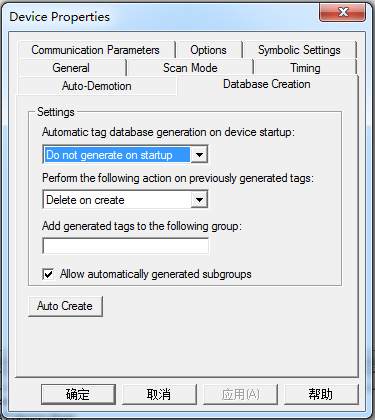 Device Properties
Communication Parameters Options Symbolic Settings
General Scan Mode Timing
Auto-Demotion Database Creation
Settings
Automatic tag database generation on device startup:
Do not generate on startup
Perform the following action on previously generated tags:
Delete on create
Add generated tags to the following group:
Allow automatically generated subgroups
Auto Create
确定 取消 应用(A) 帮助